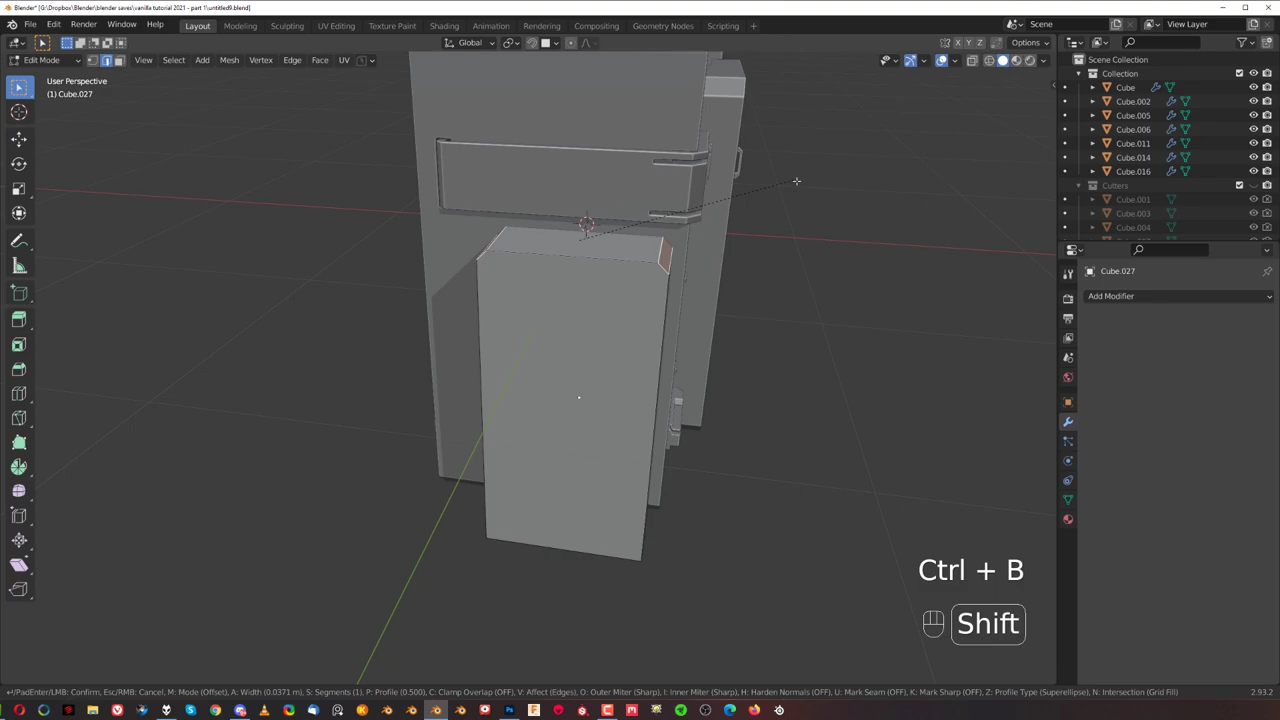 Blender* [G:\Dropbox\Blender\blender saves\vanilla tutorial 2021 - part 1\untitled9.blend]
File Edit Render Window Help Layout Modeling Sculpting UV Editing Texture Paint Shading Animation Rendering Compositing Geometry Nodes Scripting + Scene View Layer
Global X Y Z Options
Edit Mode View Select Add Mesh Vertex Edge Face UV
User Perspective
(1) Cube.027
Scene Collection
Collection
Cube
Cube.002
Cube.005
Cube.006
Cube.011
Cube.014
Cube.016
Cutters
Cube.001
Cube.003
Cube.004
Cube.027
Add Modifier
Ctrl + B
Shift
↵/PadEnter/LMB: Confirm, Esc/RMB: Cancel, M: Mode (Offset), A: Width (0.0371 m), S: Segments (1), P: Profile (0.500), C: Clamp Overlap (OFF), V: Affect (Edges), O: Outer Miter (Sharp), I: Inner Miter (Sharp), H: Harden Normals (OFF), U: Mark Seam (OFF), K: Mark Sharp (OFF), Z: Profile Type (Superellipse), N: Intersection (Grid Fill)
2.93.2